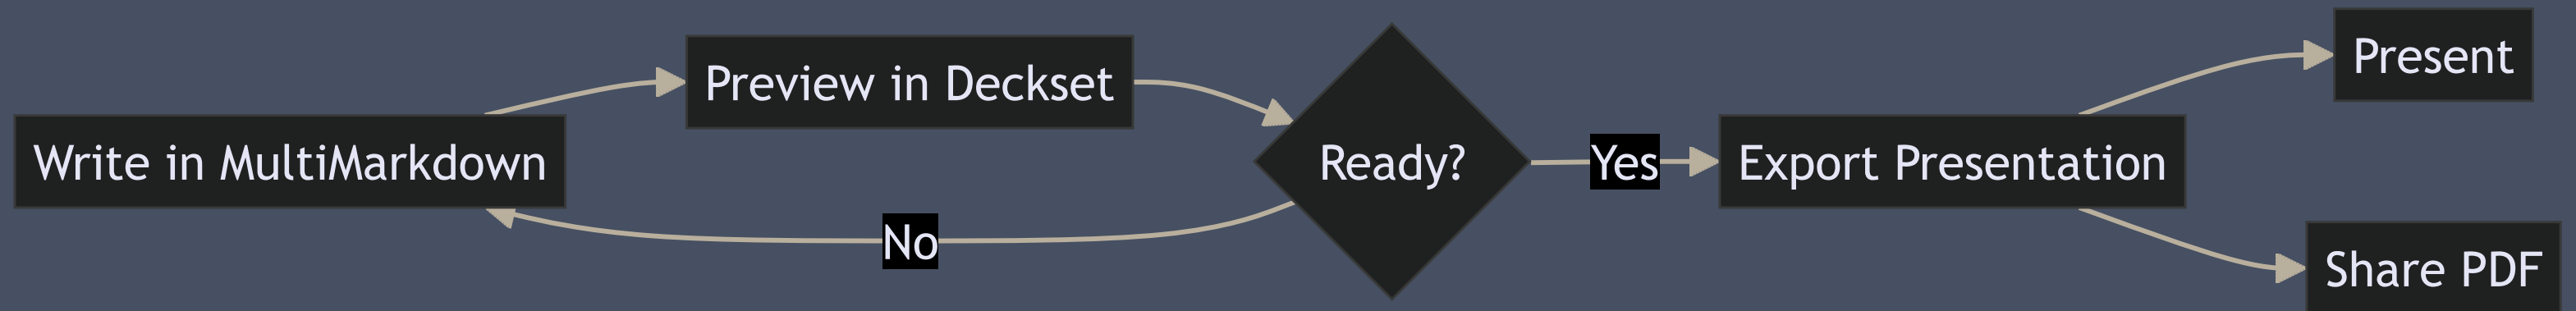 Write in MultiMarkdown
Preview in Deckset
Ready?
No
Yes
Export Presentation
Present
Share PDF